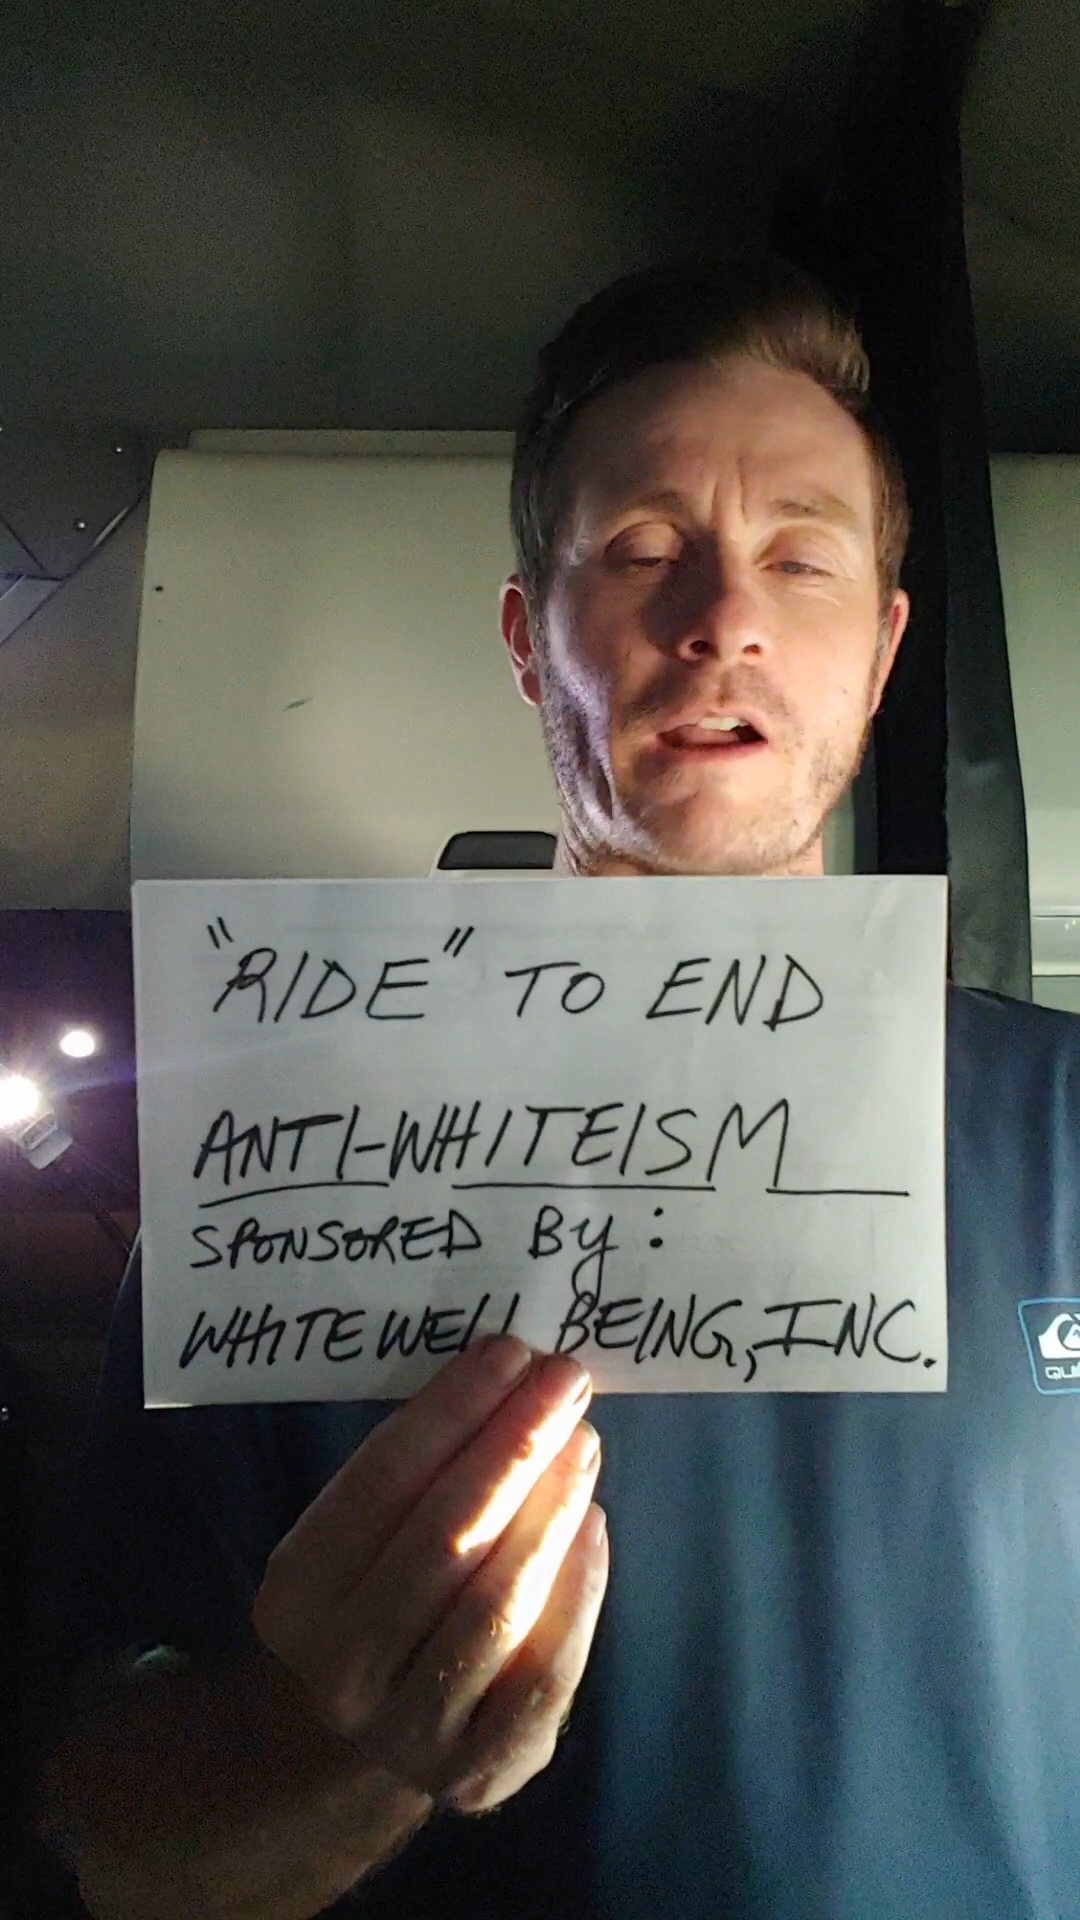 "RIDE" TO END
ANTI-WHITEISM
SPONSORED By:
WHITEWEll BEING, INC.